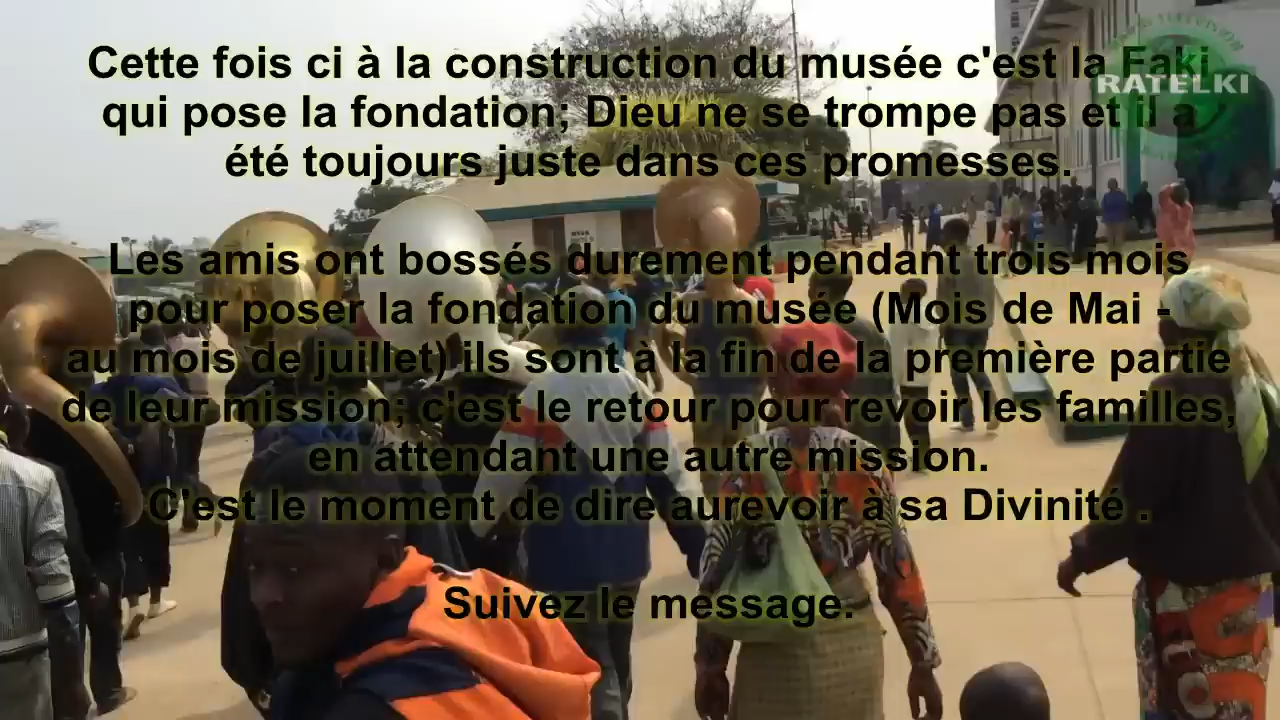 Cette fois ci à la construction du musée c'est la Faki
qui pose la fondation; Dieu ne se trompe pas et il a
été toujours juste dans ces promesses.
Les amis ont bossés durement pendant trois mois
pour poser la fondation du musée (Mois de Mai -
au mois de juillet) ils sont à la fin de la première partie
de leur mission; c'est le retour pour revoir les familles,
en attendant une autre mission.
C'est le moment de dire aurevoir à sa Divinité .
Suivez le message.
RATELKI